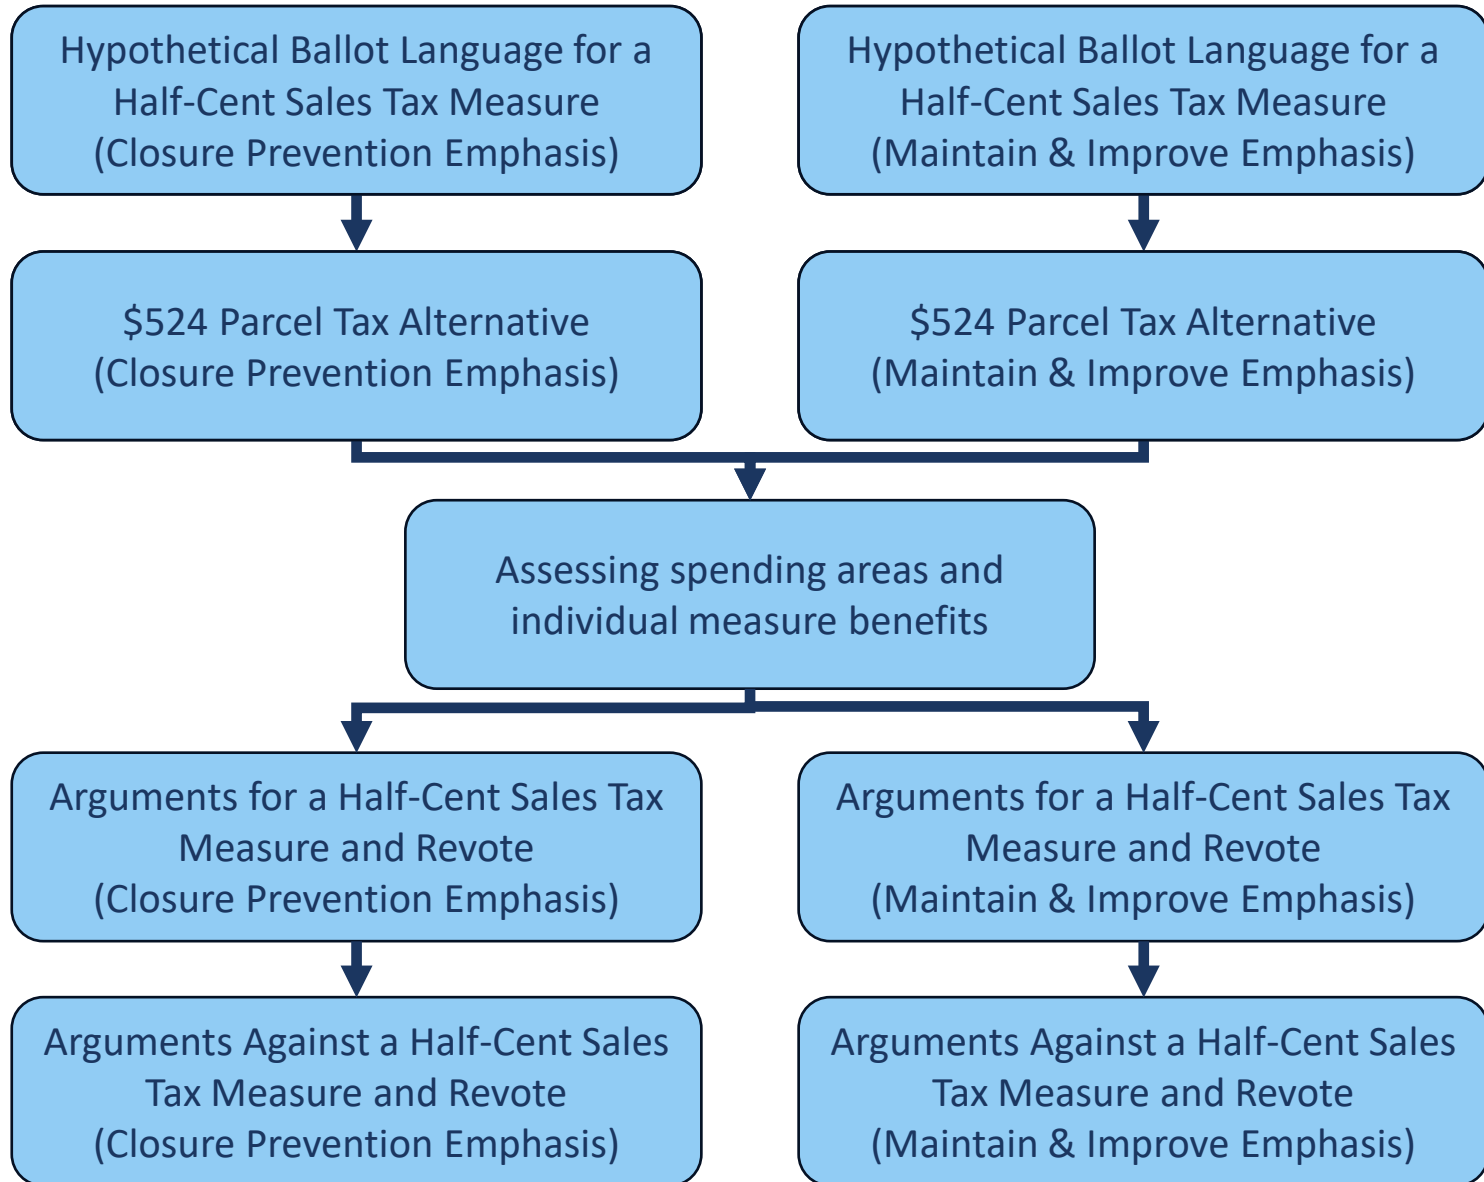 Hypothetical Ballot Language for a
Half-Cent Sales Tax Measure
(Closure Prevention Emphasis)
Hypothetical Ballot Language for a
Half-Cent Sales Tax Measure
(Maintain & Improve Emphasis)
$524 Parcel Tax Alternative
(Closure Prevention Emphasis)
$524 Parcel Tax Alternative
(Maintain & Improve Emphasis)
Assessing spending areas and
individual measure benefits
Arguments for a Half-Cent Sales Tax
Measure and Revote
(Closure Prevention Emphasis)
Arguments for a Half-Cent Sales Tax
Measure and Revote
(Maintain & Improve Emphasis)
Arguments Against a Half-Cent Sales
Tax Measure and Revote
(Closure Prevention Emphasis)
Arguments Against a Half-Cent Sales
Tax Measure and Revote
(Maintain & Improve Emphasis)